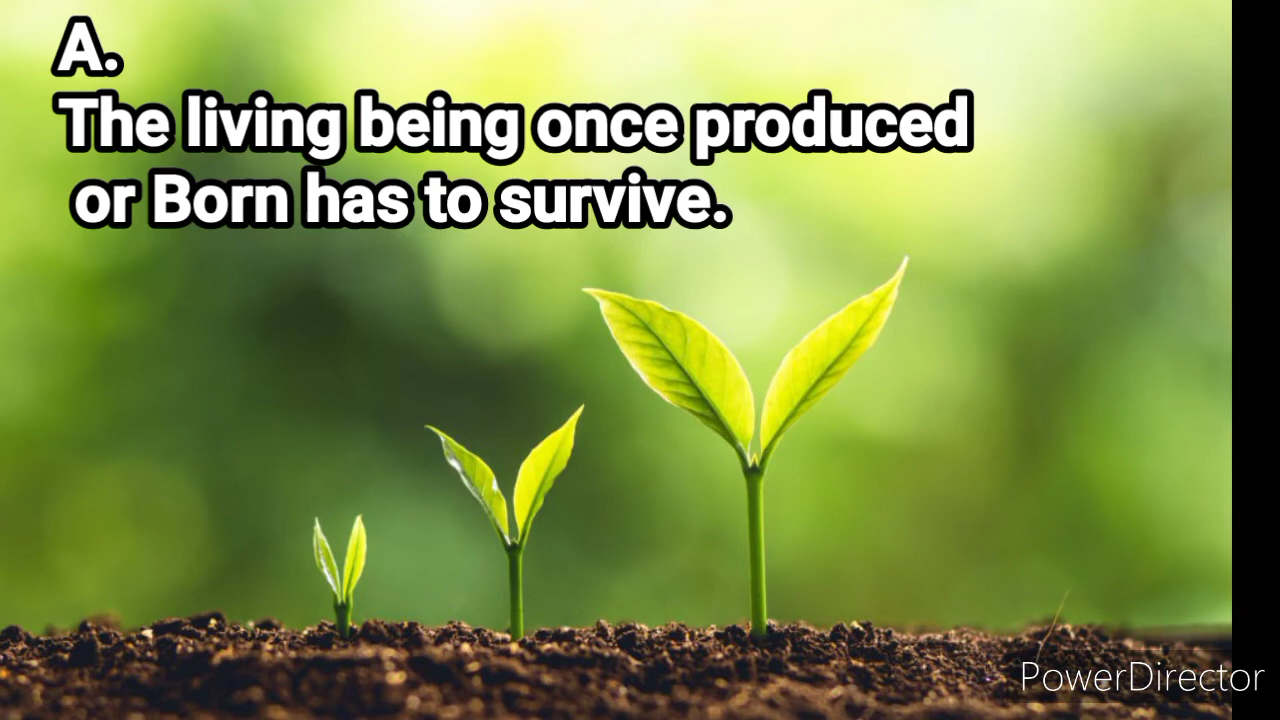 A.
The living being once produced
or Born has to survive.
PowerDirector